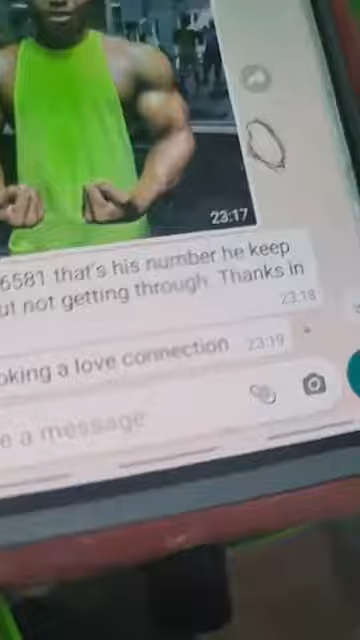 23:17
6581 that's his number he keep
ut not getting through. Thanks in
23:18
oking a love connection 23:19
e a message